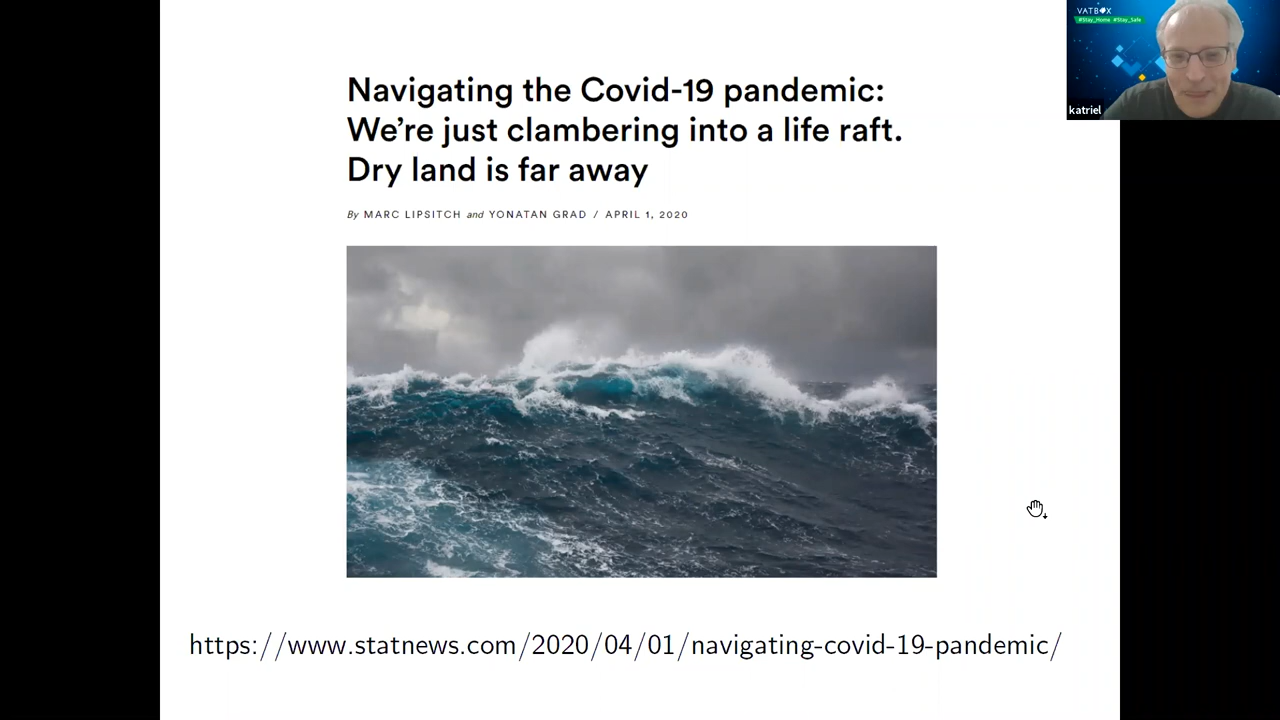 Navigating the Covid-19 pandemic:
We're just clambering into a life raft.
Dry land is far away
By MARC LIPSITCH and YONATAN GRAD / APRIL 1, 2020
https://www.statnews.com/2020/04/01/navigating-covid-19-pandemic/
VATBOX
#Stay_Home #Stay_Safe
katriel